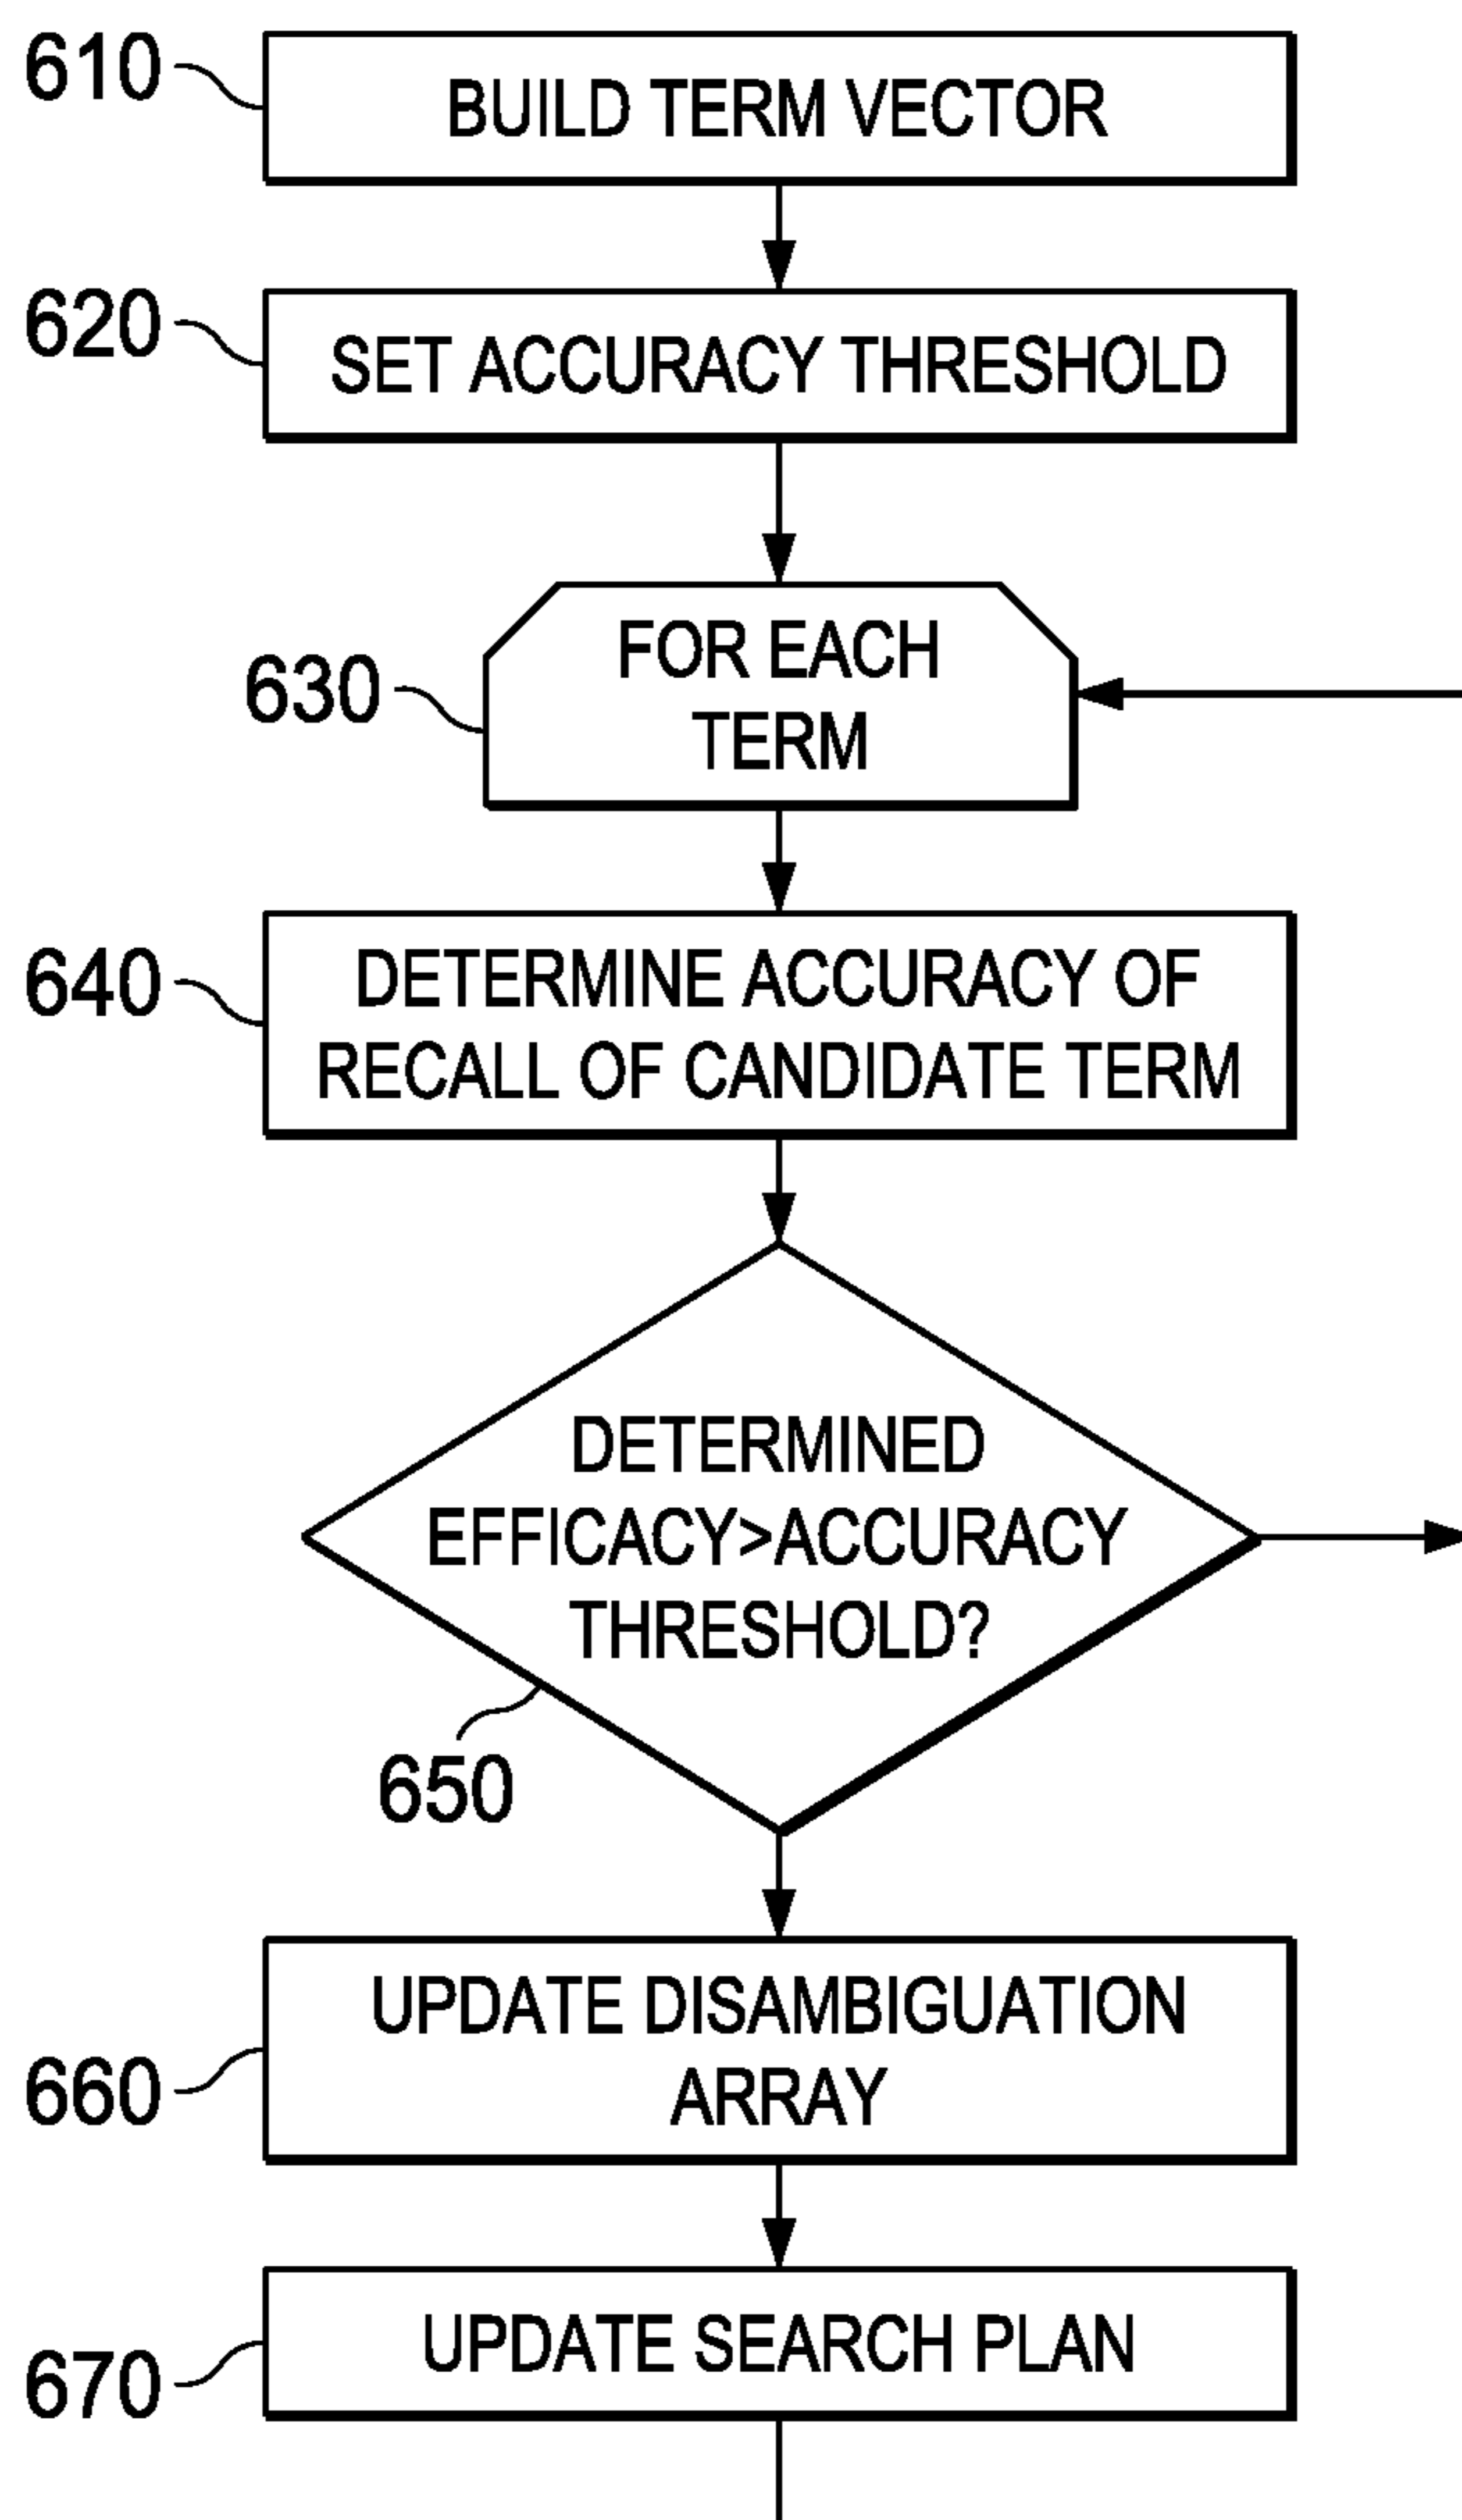 610
BUILD TERM VECTOR
620
SET ACCURACY THRESHOLD
630
FOR EACH
TERM
640
DETERMINE ACCURACY OF
RECALL OF CANDIDATE TERM
DETERMINED
EFFICACY>ACCURACY
THRESHOLD?
650
UPDATE DISAMBIGUATION
ARRAY
660
UPDATE SEARCH PLAN
670